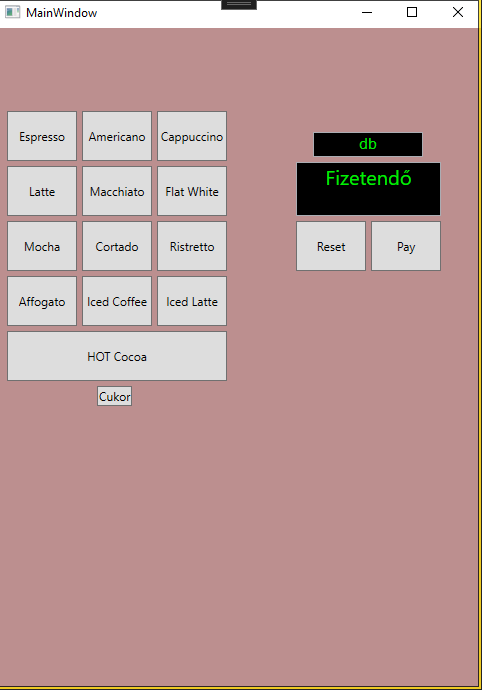 MainWindow
Espresso Americano Cappuccino
db
Fizetendő
Latte Macchiato Flat White
Mocha Cortado Ristretto
Reset Pay
Affogato Iced Coffee Iced Latte
HOT Cocoa
Cukor